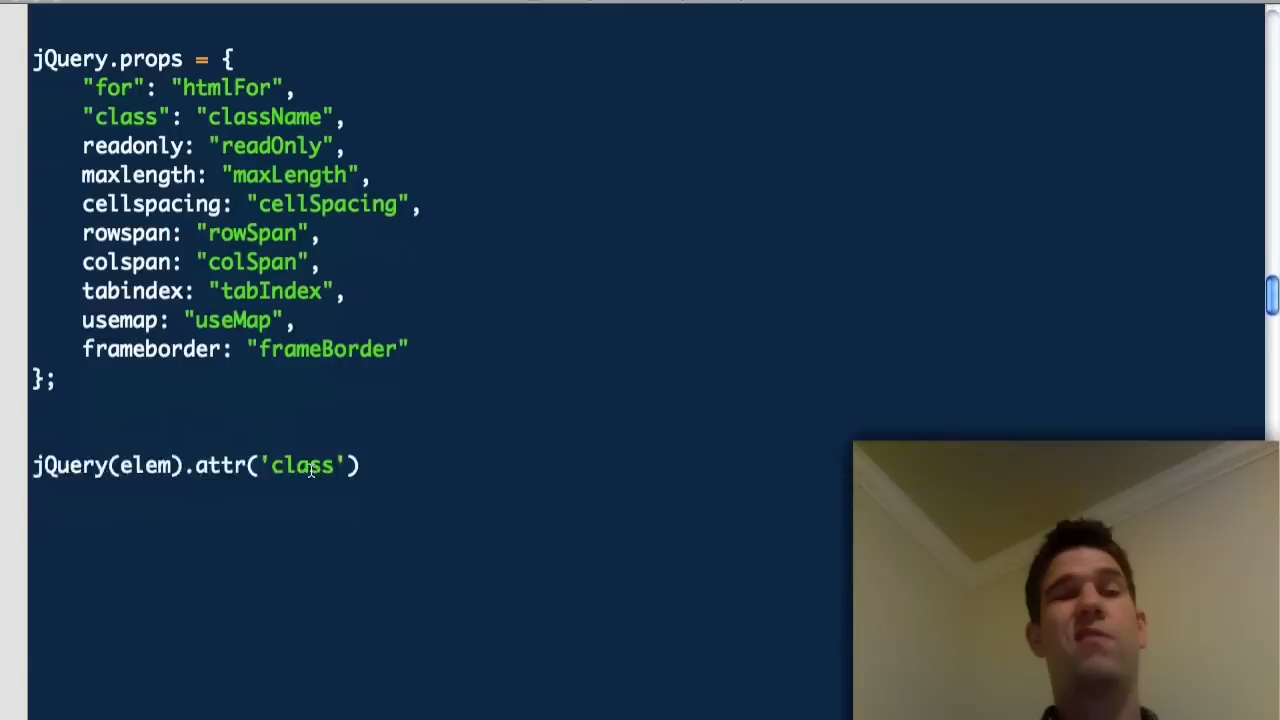 jQuery.props = {
"for": "htmlFor",
"class": "className",
readonly: "readOnly",
maxlength: "maxLength",
cellspacing: "cellSpacing",
rowspan: "rowSpan",
colspan: "colSpan",
tabindex: "tabIndex",
usemap: "useMap",
frameborder: "frameBorder"
};
jQuery(elem).attr('class')